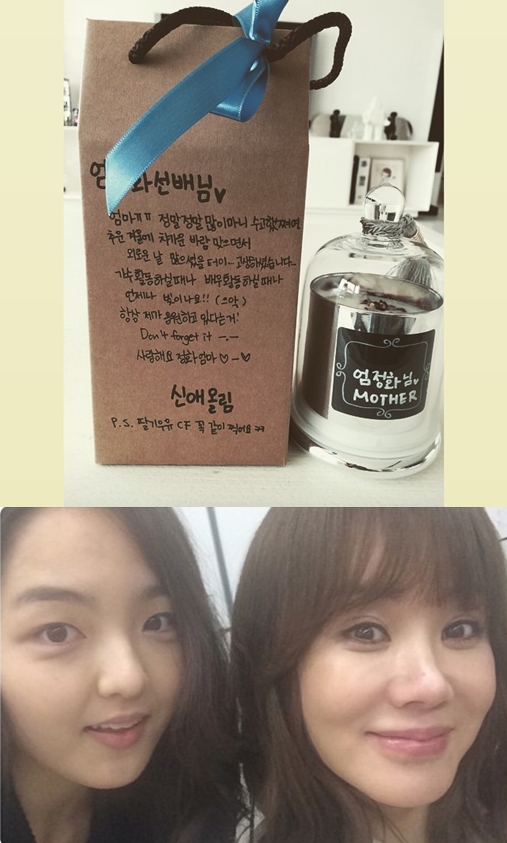 엄 화선배님♥
엄마ㅠㅠ 정말정말 많이마니 수고했쪄여
추운 겨울에 차가운 바람 맞으면서
외로운 날 많으셨을 터이... 고생하셨습니다..
가수활동하실때나 배우활동하실때나
언제나 빛이나요!! (으악)
항상 제가 응원하고 있다는거!
Don't forget it -.-
사랑해요 정화엄마♡_♡
신애올림
P.S. 딸기우유 CF 꼭 같이 찍어요 ㅋㅋ
엄정화님♥
MOTHER